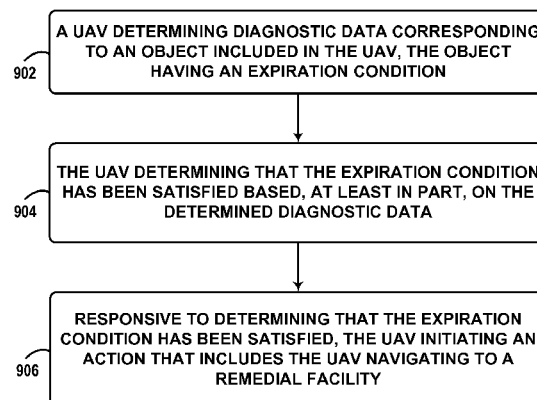 A UAV DETERMINING DIAGNOSTIC DATA CORRESPONDING
TO AN OBJECT INCLUDED IN THE UAV, THE OBJECT
HAVING AN EXPIRATION CONDITION
902
THE UAV DETERMINING THAT THE EXPIRATION CONDITION
HAS BEEN SATISFIED BASED, AT LEAST IN PART, ON THE
DETERMINED DIAGNOSTIC DATA
904
RESPONSIVE TO DETERMINING THAT THE EXPIRATION
CONDITION HAS BEEN SATISFIED, THE UAV INITIATING AN
ACTION THAT INCLUDES THE UAV NAVIGATING TO A
REMEDIAL FACILITY
906